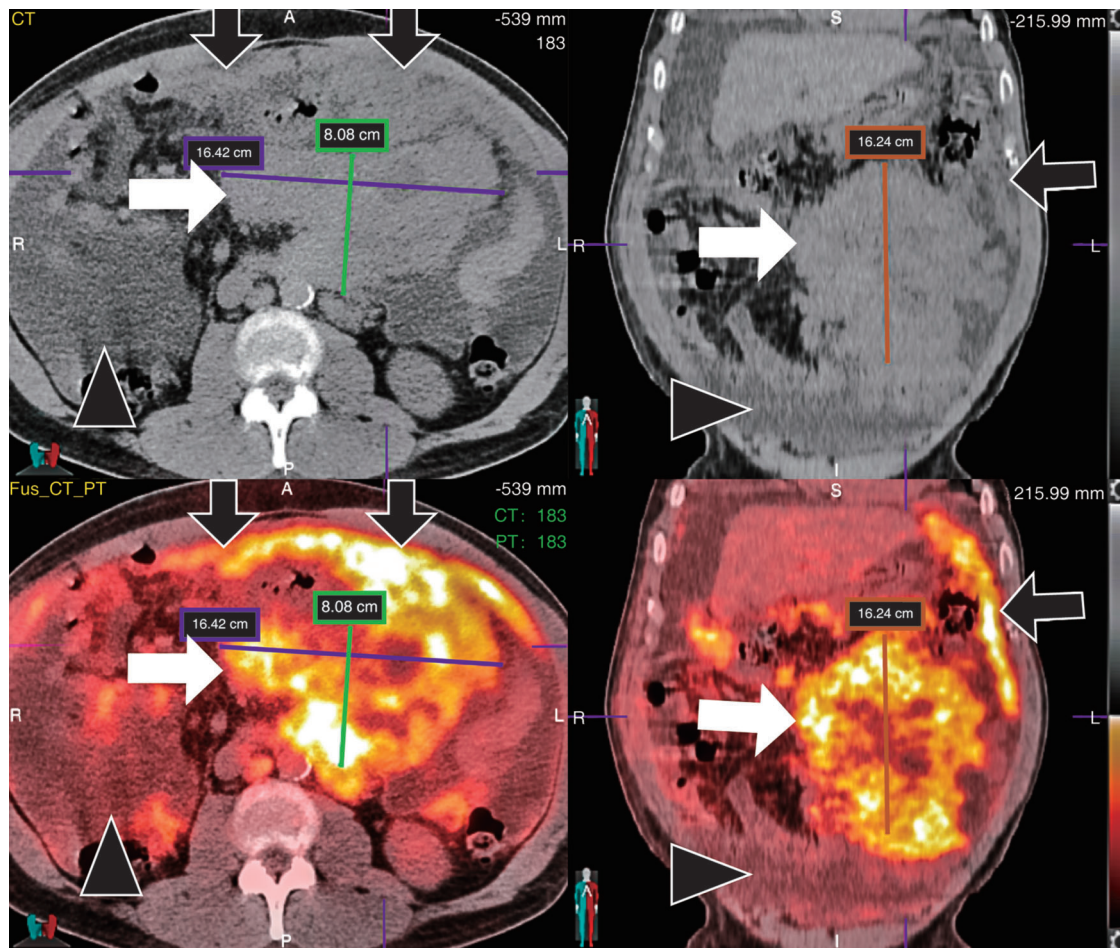 CT
A
-539 mm
183
16.42 cm
8.08 cm
R
L
P
A
S
-215.99 mm
16.24 cm
R
L
A
I
Fus_CT_PT
A
-539 mm
CT: 183
PT: 183
16.42 cm
8.08 cm
R
L
P
S
215.99 mm
16.24 cm
R
L
A
I